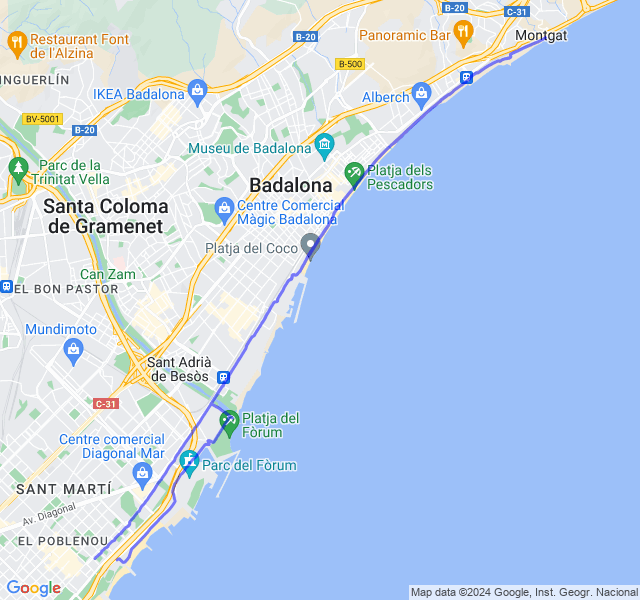 C-31
Restaurant Font
de l'Alzina
B-20
Panoramic Bar
Montgat
B-500
INGUERLÍN
IKEA Badalona
Alberch
BV-5001
B-20
Museu de Badalona
Parc de la
Trinitat Vella
Platja dels
Pescadors
Badalona
Santa Coloma
de Gramenet
Centre Comercial
Màgic Badalona
Platja del Coco
Can Zam
EL BON PASTOR
Mundimoto
Sant Adrià
de Besòs
C-31
Platja del
Fòrum
Centre comercial
Diagonal Mar
Parc del Fòrum
SANT MARTÍ
Av. Diagonal
EL POBLENOU
Google
Map data ©2024 Google, Inst. Geogr. Nacional